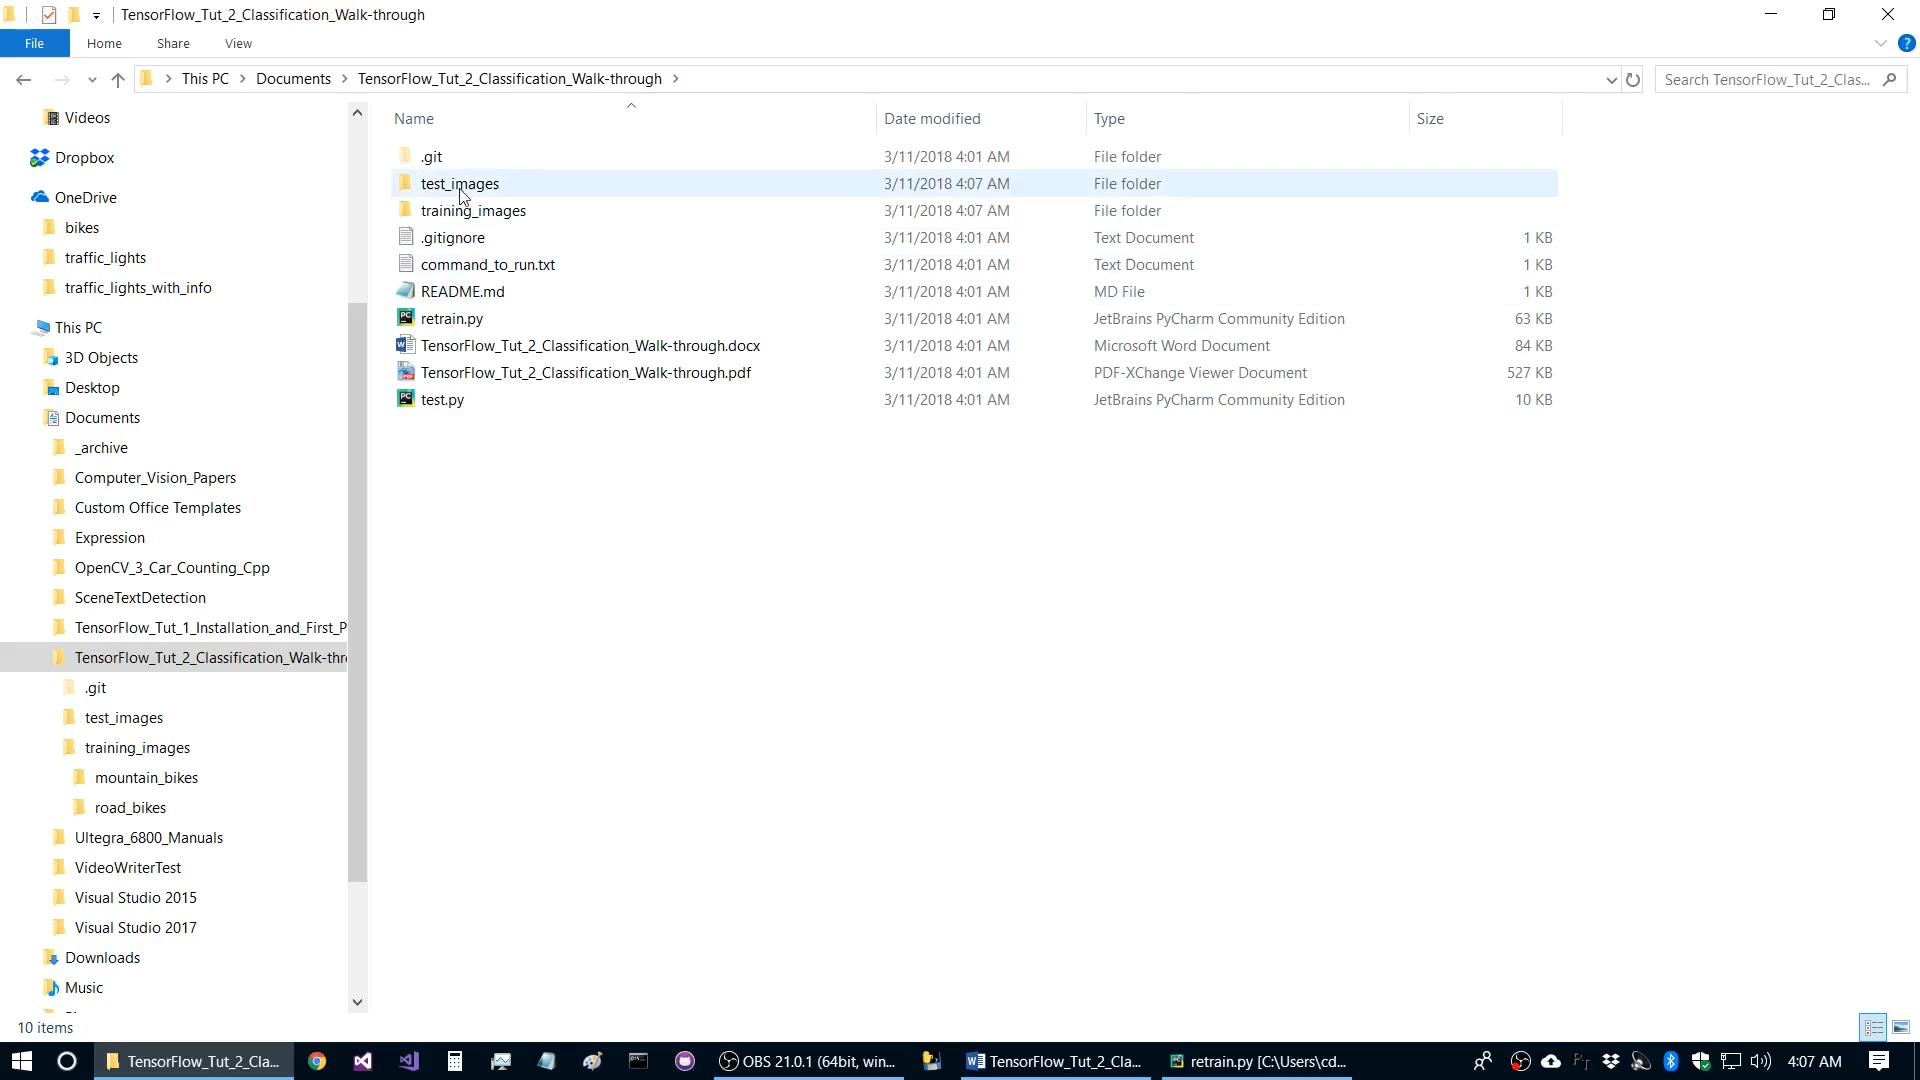 TensorFlow_Tut_2_Classification_Walk-through
File Home Share View
This PC Documents TensorFlow_Tut_2_Classification_Walk-through
Search TensorFlow_Tut_2_Clas...
Videos
Dropbox
OneDrive
bikes
traffic_lights
traffic_lights_with_info
This PC
3D Objects
Desktop
Documents
_archive
Computer_Vision_Papers
Custom Office Templates
Expression
OpenCV_3_Car_Counting_Cpp
SceneTextDetection
TensorFlow_Tut_1_Installation_and_First_P
TensorFlow_Tut_2_Classification_Walk-thr
.git
test_images
training_images
mountain_bikes
road_bikes
Ultegra_6800_Manuals
VideoWriterTest
Visual Studio 2015
Visual Studio 2017
Downloads
Music
Name Date modified Type Size
.git 3/11/2018 4:01 AM File folder
test_images 3/11/2018 4:07 AM File folder
training_images 3/11/2018 4:07 AM File folder
.gitignore 3/11/2018 4:01 AM Text Document 1 KB
command_to_run.txt 3/11/2018 4:01 AM Text Document 1 KB
README.md 3/11/2018 4:01 AM MD File 1 KB
retrain.py 3/11/2018 4:01 AM JetBrains PyCharm Community Edition 63 KB
TensorFlow_Tut_2_Classification_Walk-through.docx 3/11/2018 4:01 AM Microsoft Word Document 84 KB
TensorFlow_Tut_2_Classification_Walk-through.pdf 3/11/2018 4:01 AM PDF-XChange Viewer Document 527 KB
test.py 3/11/2018 4:01 AM JetBrains PyCharm Community Edition 10 KB
10 items
TensorFlow_Tut_2_Cla... OBS 21.0.1 (64bit, win... TensorFlow_Tut_2_Cla... retrain.py [C:\Users\cd... 4:07 AM